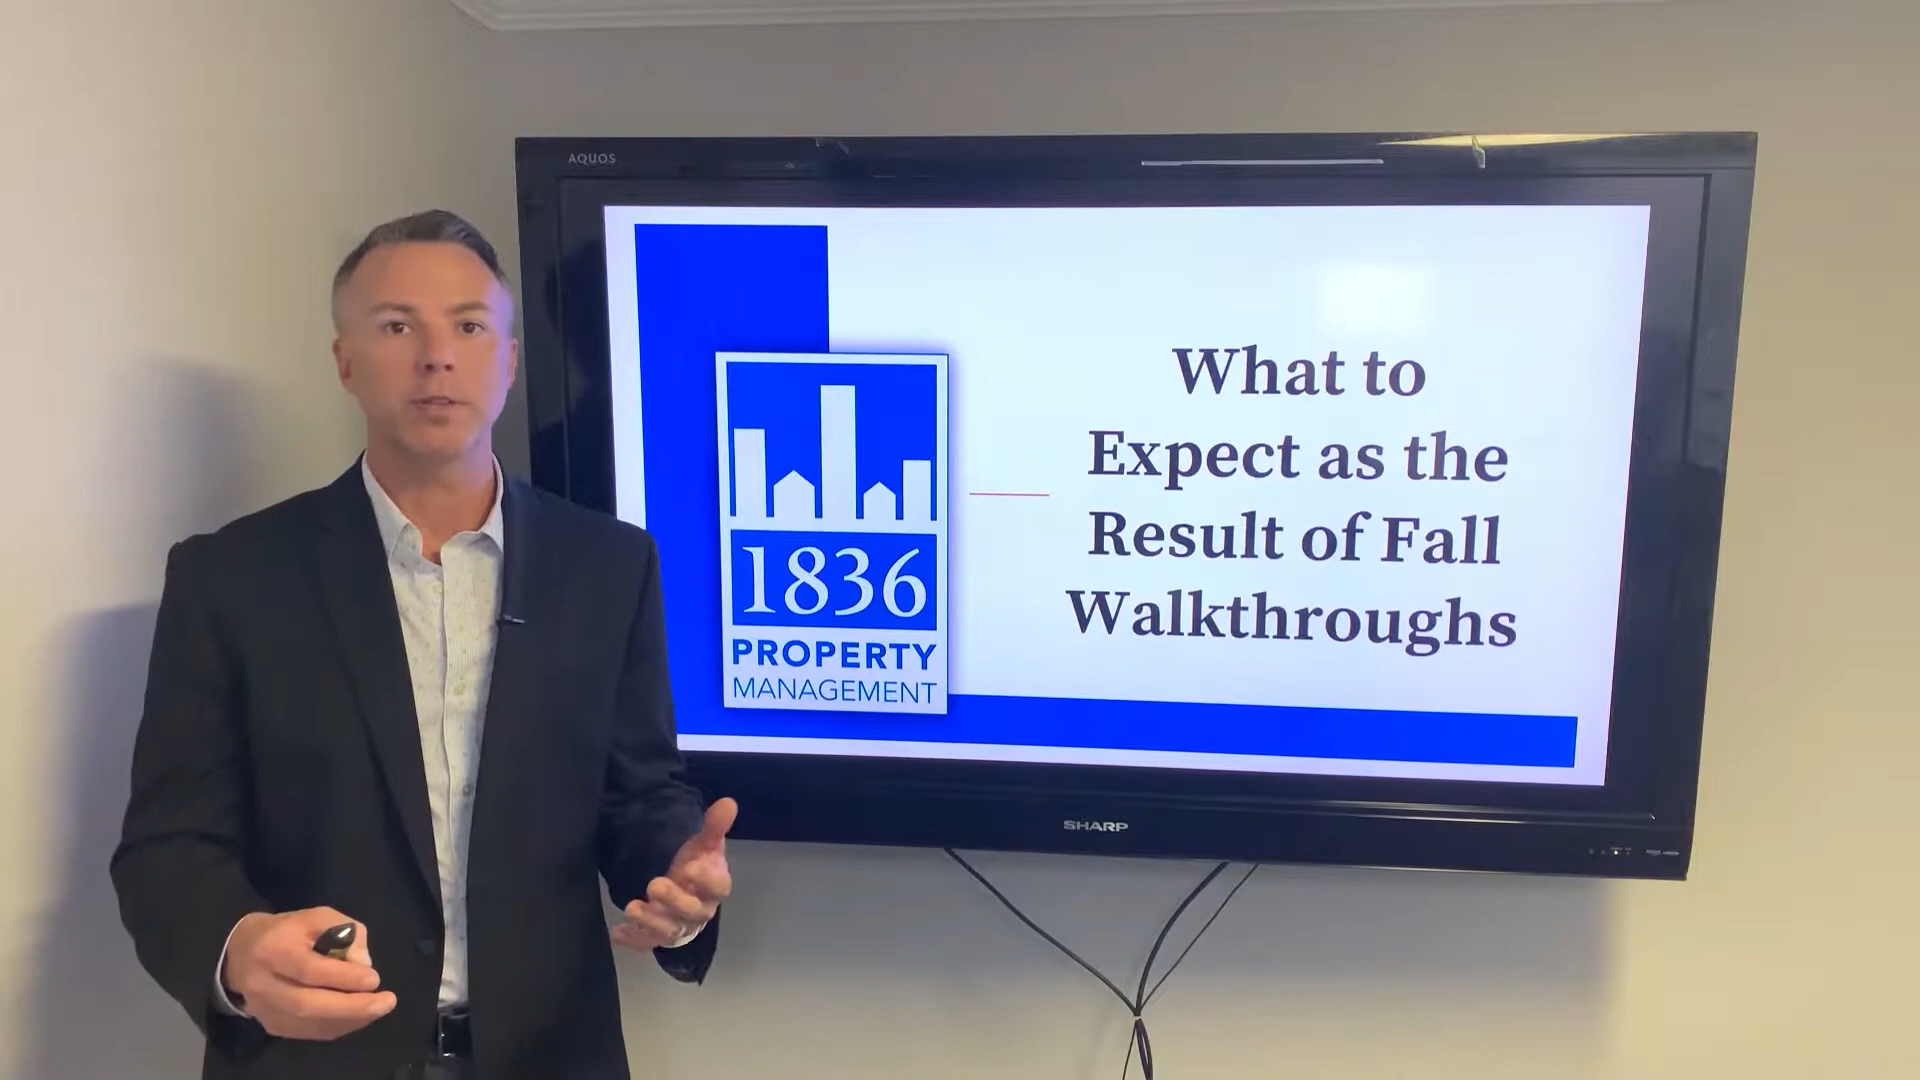 AQUOS
What to
Expect as the
Result of Fall
Walkthroughs
1836
PROPERTY
MANAGEMENT
SHARP